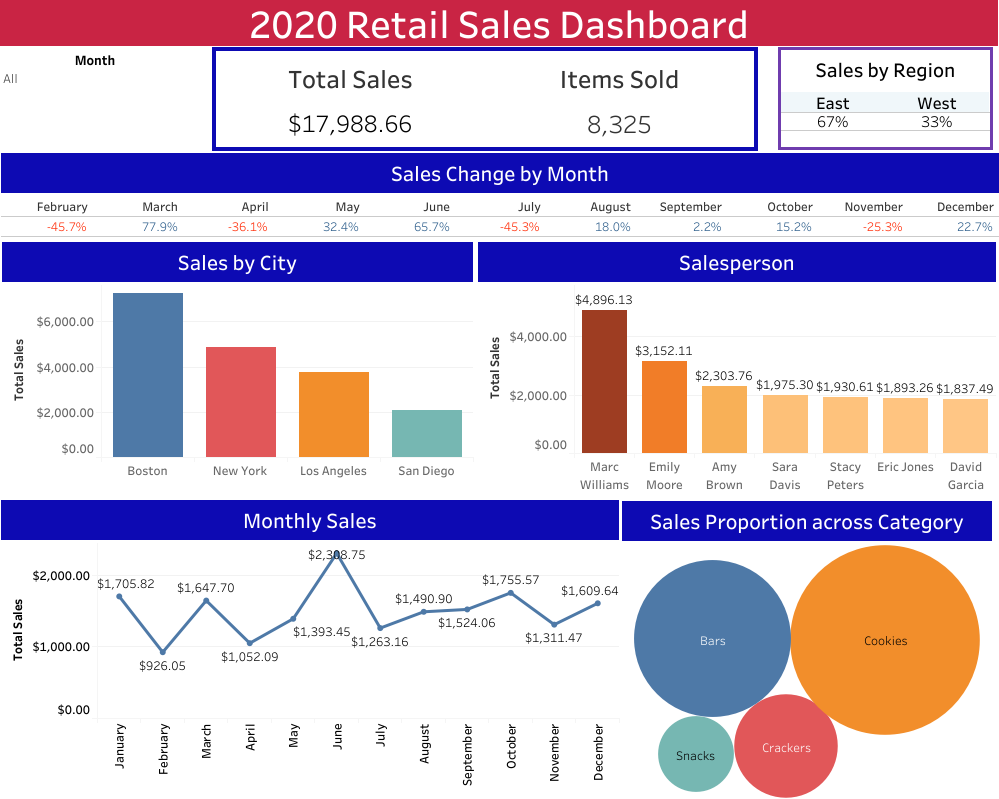 2020 Retail Sales Dashboard
Month
All
Total Sales
Items Sold
$17,988.66
8,325
Sales by Region
East West
67% 33%
Sales Change by Month
February March April May June July August September October November December
-45.7% 77.9% -36.1% 32.4% 65.7% -45.3% 18.0% 2.2% 15.2% -25.3% 22.7%
Sales by City
Total Sales
$6,000.00
$4,000.00
$2,000.00
$0.00
Boston New York Los Angeles San Diego
Salesperson
Total Sales
$4,000.00
$2,000.00
$0.00
$4,896.13
$3,152.11
$2,303.76
$1,975.30 $1,930.61 $1,893.26 $1,837.49
Marc Williams
Emily Moore
Amy Brown
Sara Davis
Stacy Peters
Eric Jones
David Garcia
Monthly Sales
Total Sales
$2,000.00
$1,000.00
$0.00
$1,705.82
$926.05
$1,647.70
$1,052.09
$1,393.45
$1,263.16
$1,490.90
$1,524.06
$1,755.57
$1,311.47
$1,609.64
January
February
March
April
May
June
July
August
September
October
November
December
Sales Proportion across Category
Bars
Cookies
Snacks
Crackers